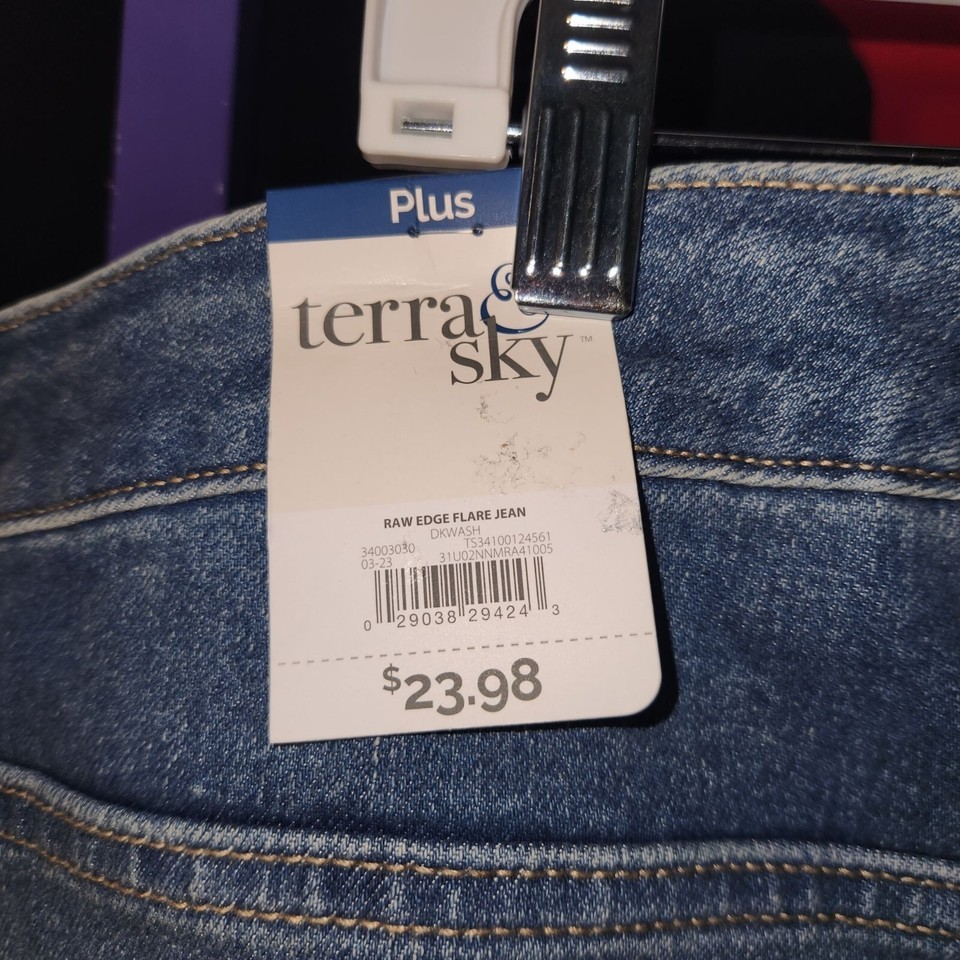 Plus
terra &
sky™
RAW EDGE FLARE JEAN
DKWASH
34003030 TS34100124561
03-23 31U02NNMRA41005
0 29038 29424 3
$23.98